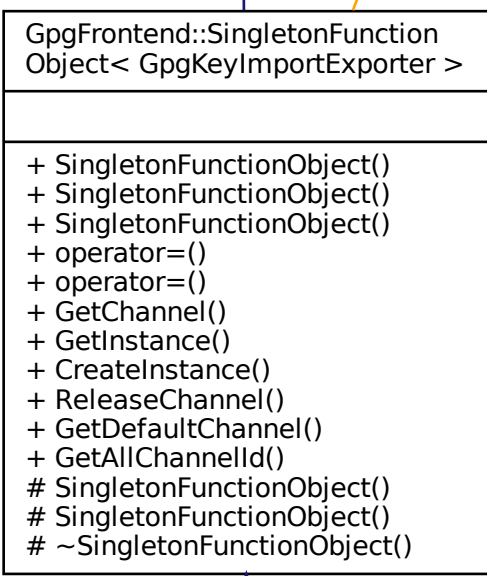 GpgFrontend::SingletonFunction
Object< GpgKeyImportExporter >
+ SingletonFunctionObject()
+ SingletonFunctionObject()
+ SingletonFunctionObject()
+ operator=()
+ operator=()
+ GetChannel()
+ GetInstance()
+ CreateInstance()
+ ReleaseChannel()
+ GetDefaultChannel()
+ GetAllChannelId()
# SingletonFunctionObject()
# SingletonFunctionObject()
# ~SingletonFunctionObject()